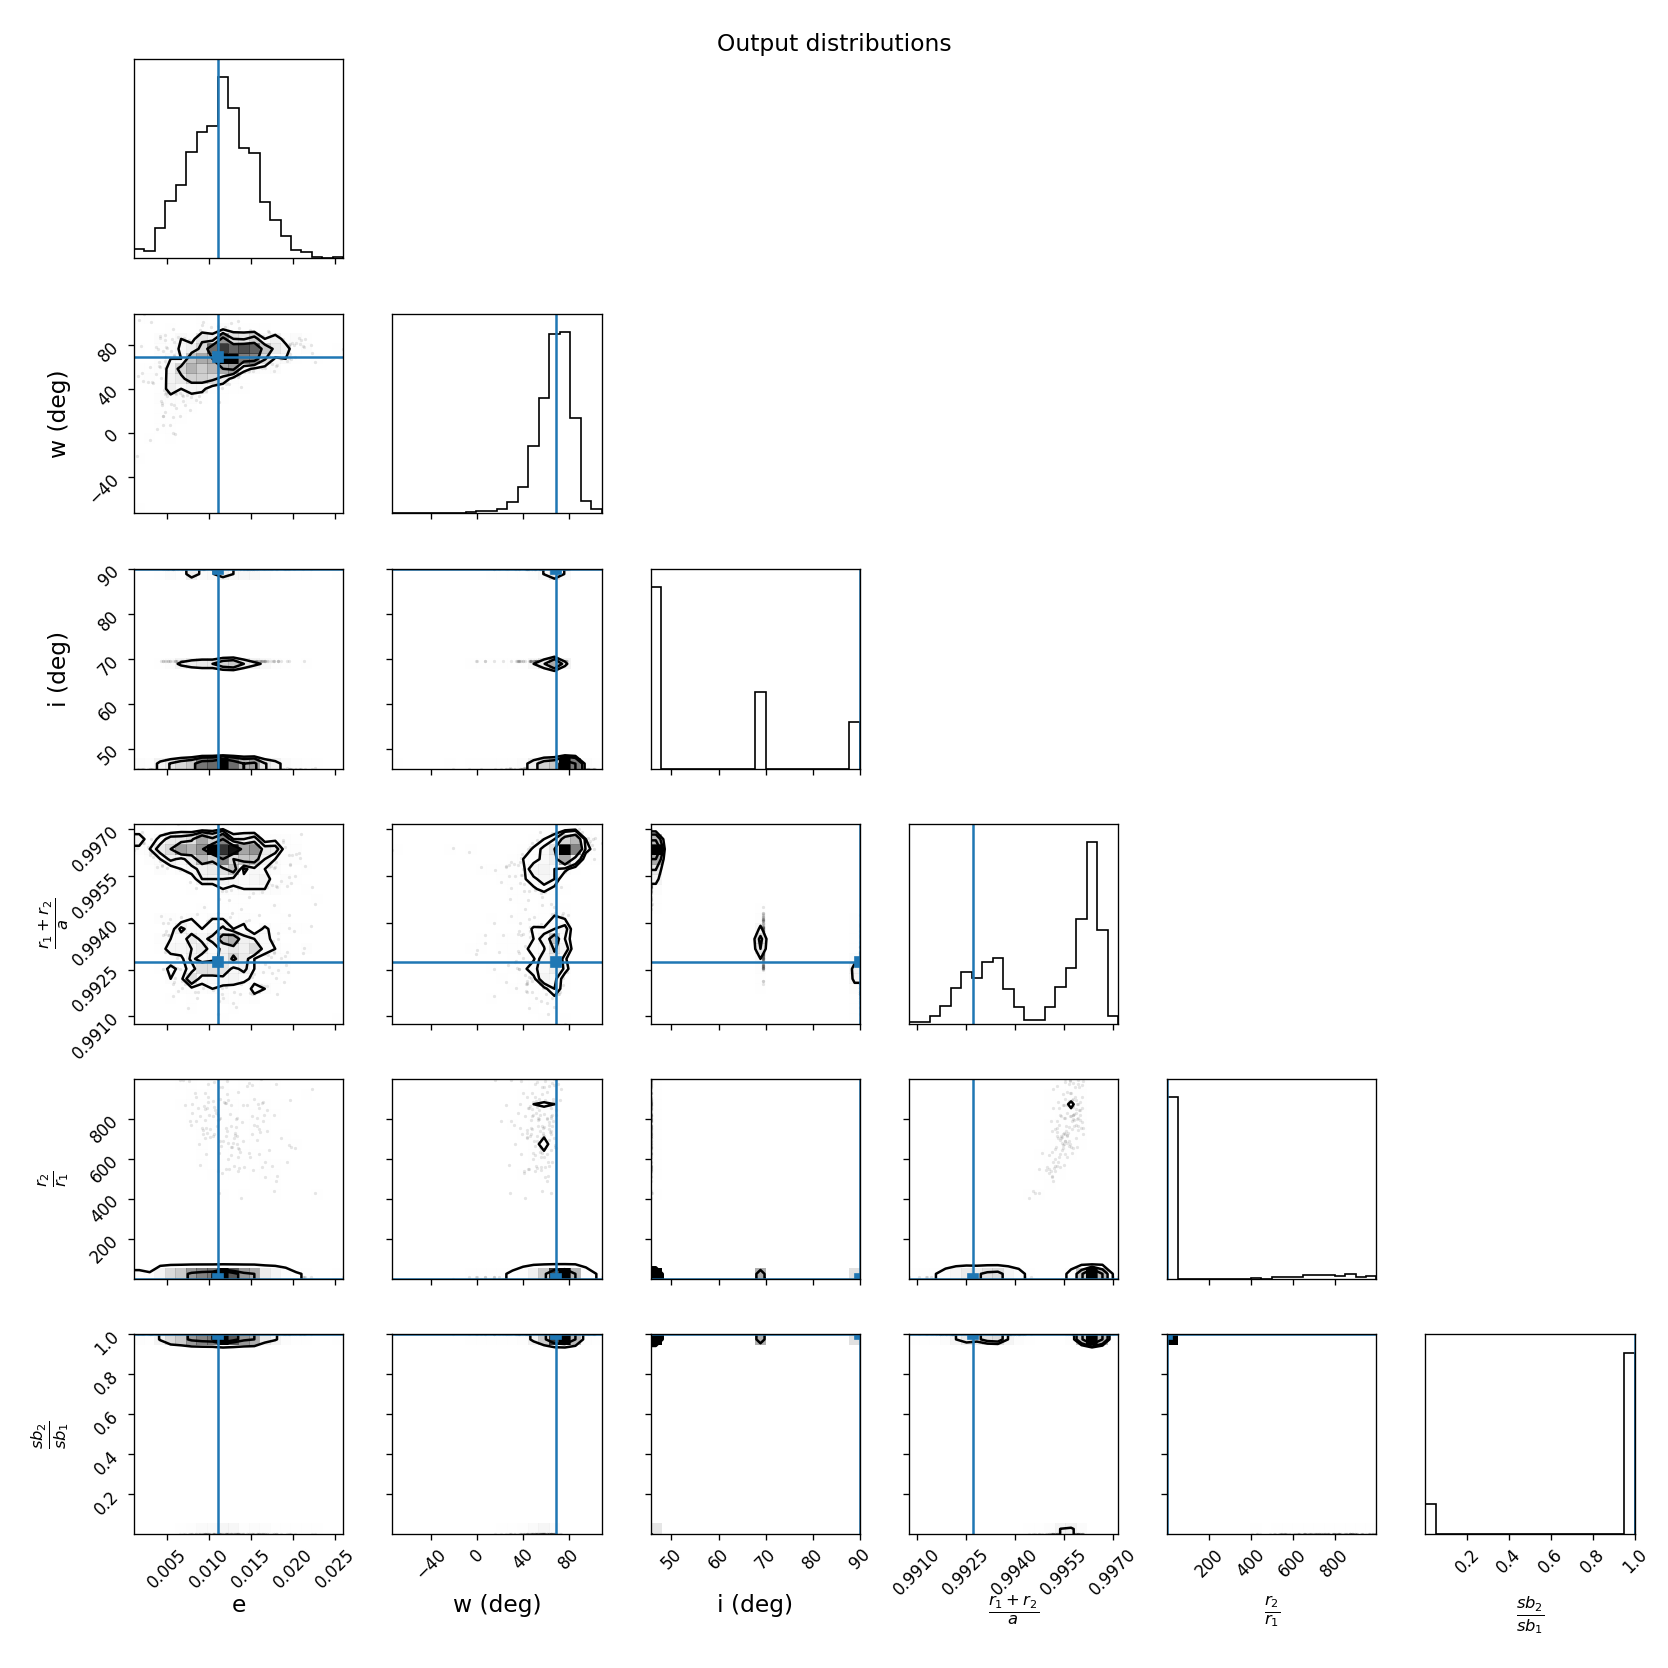 Output distributions
w (deg)
80
40
0
−40
i (deg)
90
80
70
60
50
r₁ + r₂
a
0.9970
0.9955
0.9940
0.9925
0.9910
r₂
r₁
800
600
400
200
sb₂
sb₁
1.0
0.8
0.6
0.4
0.2
0.005 0.010 0.015 0.020 0.025
−40 0 40 80
50 60 70 80 90
0.9910 0.9925 0.9940 0.9955 0.9970
200 400 600 800
0.2 0.4 0.6 0.8 1.0
e
w (deg)
i (deg)
r₁ + r₂
a
r₂
r₁
sb₂
sb₁